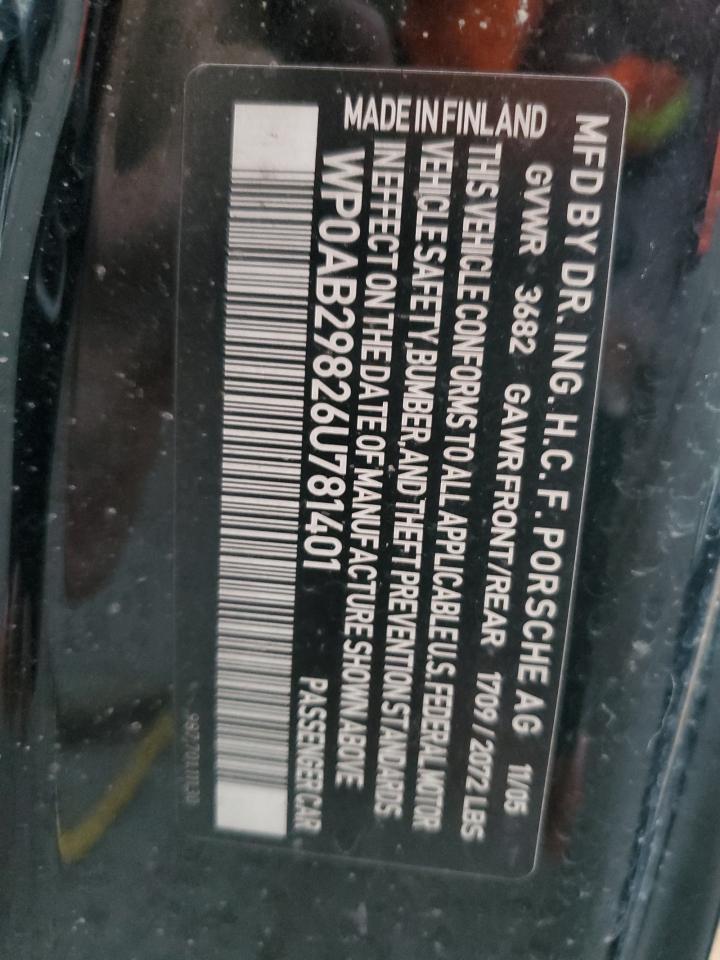 MFD BY DR. ING. H.C. F. PORSCHE AG
GVWR 3682 GAWR FRONT/REAR 1709 / 2072 LBS 11/05
THIS VEHICLE CONFORMS TO ALL APPLICABLE U.S. FEDERAL MOTOR
VEHICLE SAFETY, BUMBER, AND THEFT PREVENTION STANDARDS
IN EFFECT ON THE DATE OF MANUFACTURE SHOWN ABOVE
MADE IN FINLAND
WP0AB29826U781401 PASSENGER CAR